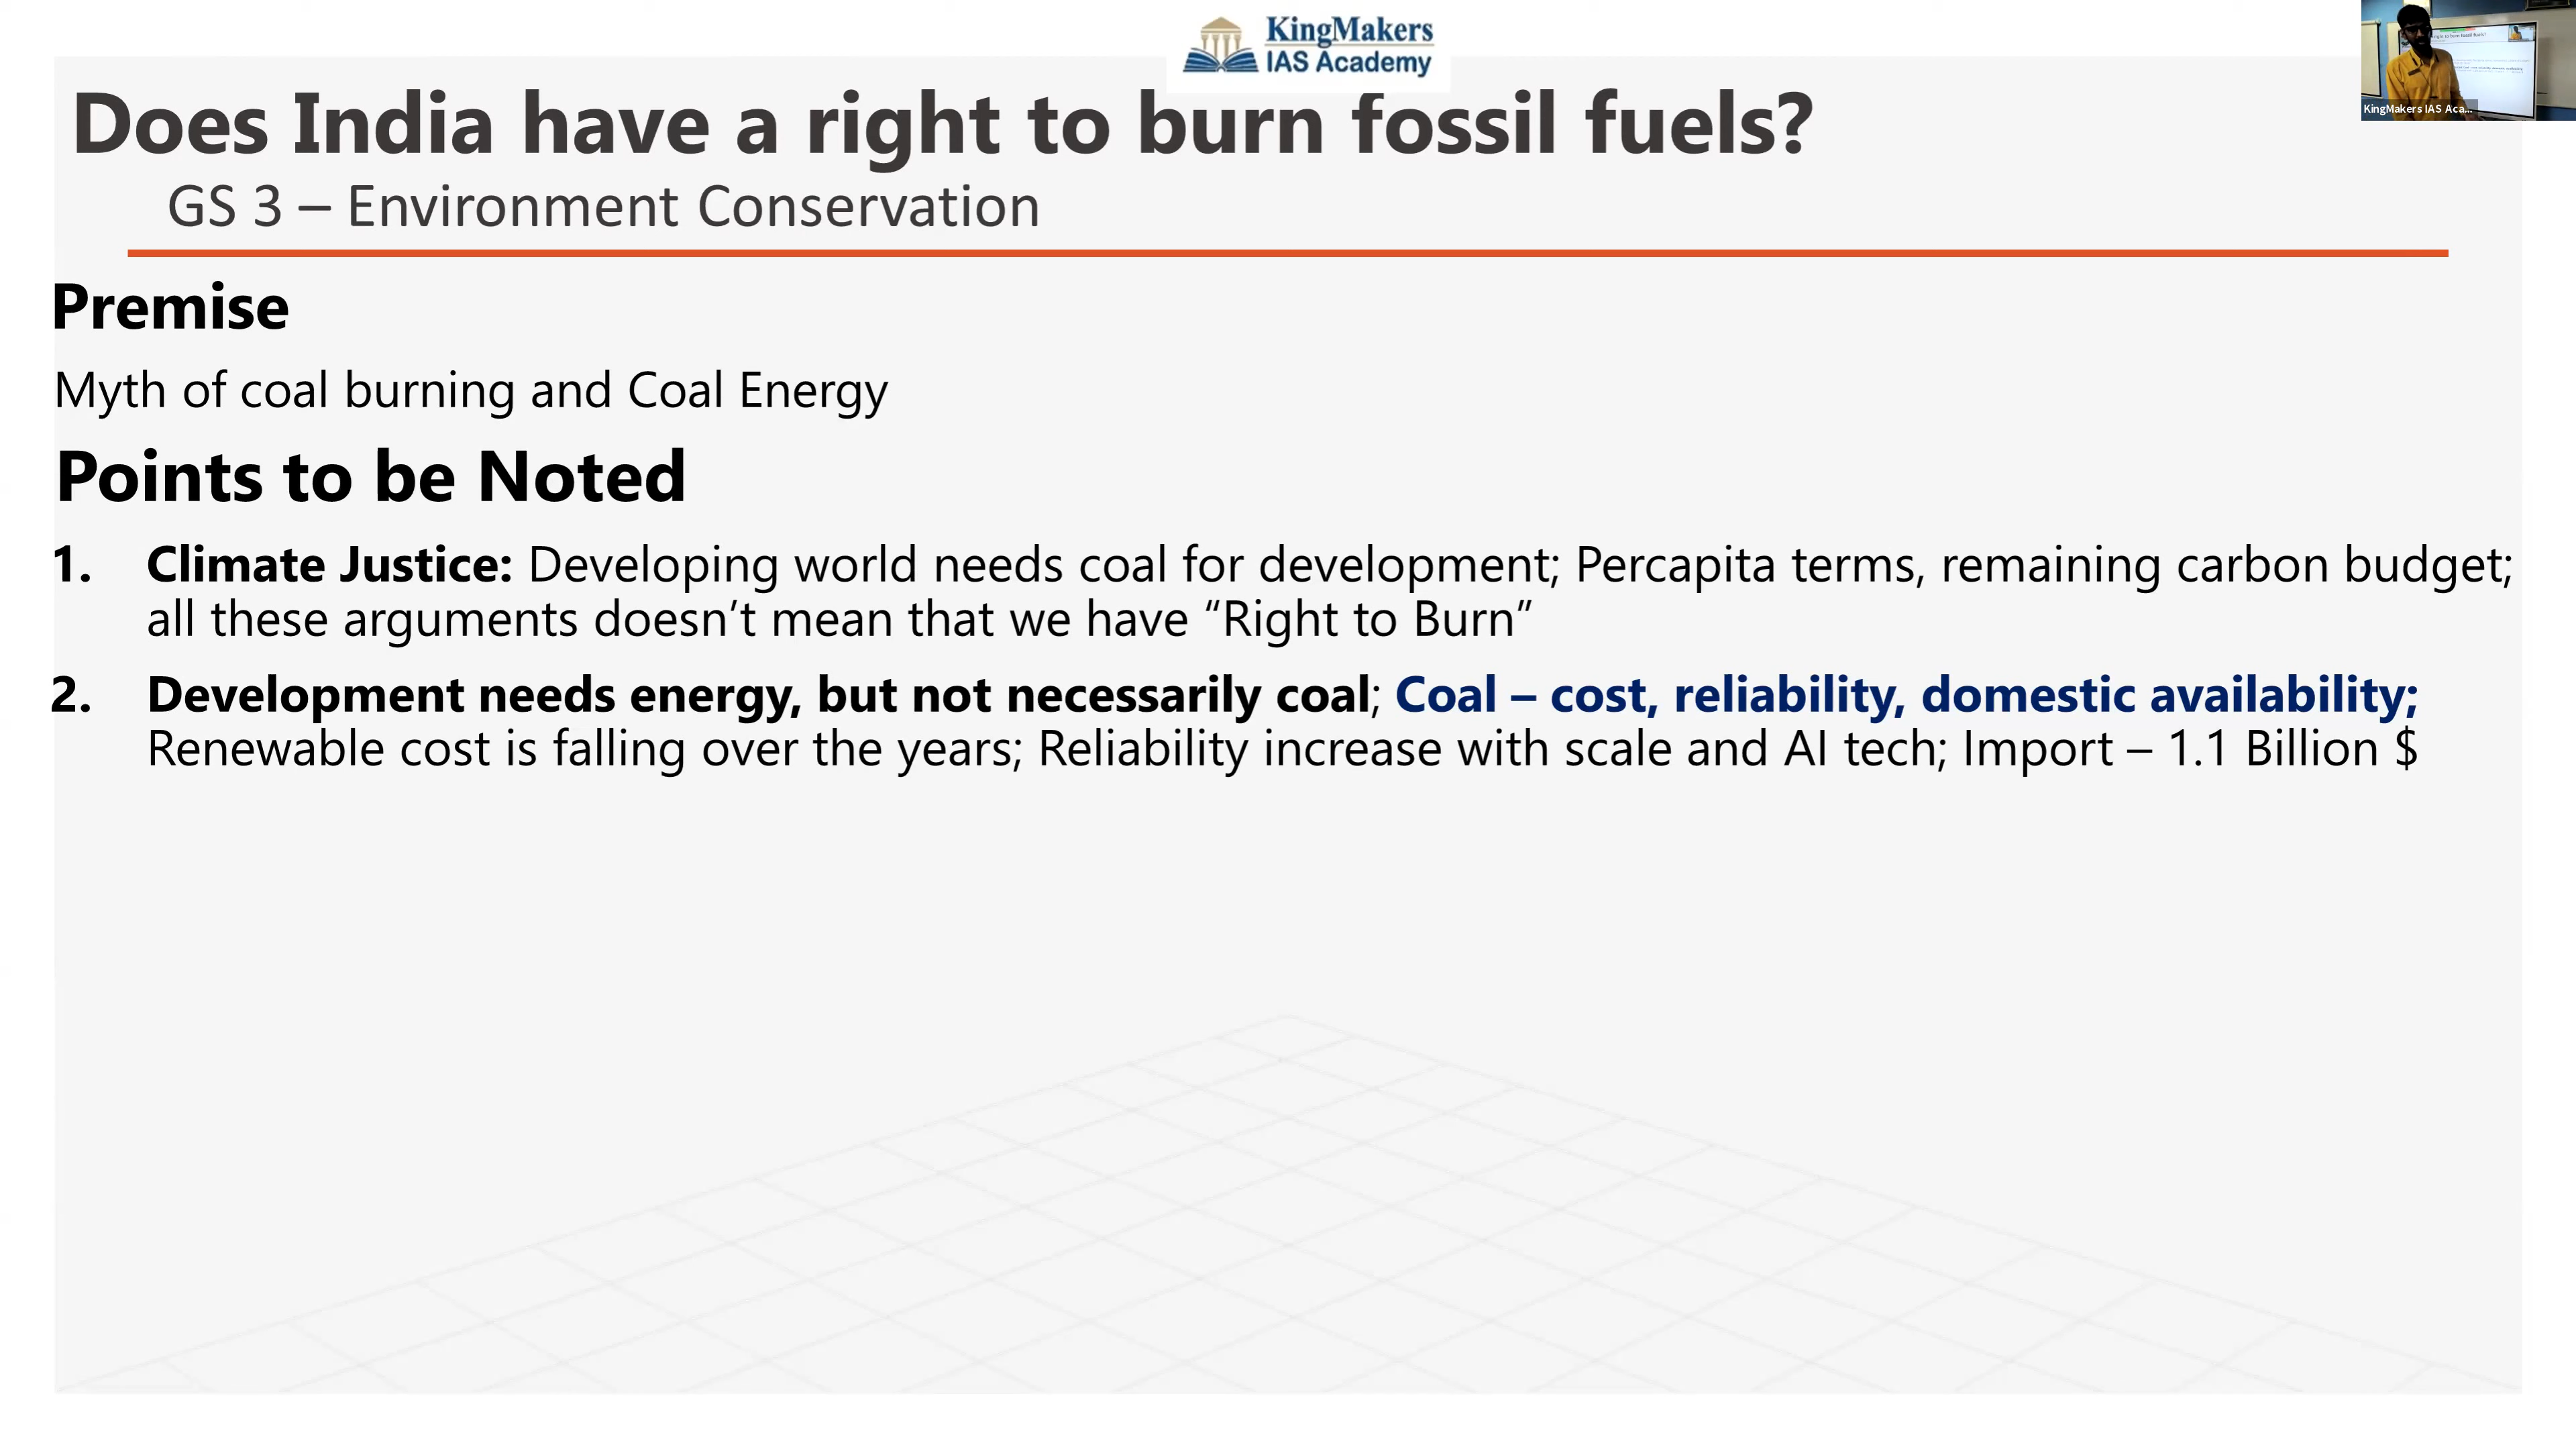 KingMakers
IAS Academy
KingMakers IAS Aca...
Does India have a right to burn fossil fuels?
GS 3 – Environment Conservation
Premise
Myth of coal burning and Coal Energy
Points to be Noted
1. Climate Justice: Developing world needs coal for development; Percapita terms, remaining carbon budget;
all these arguments doesn’t mean that we have “Right to Burn”
2. Development needs energy, but not necessarily coal; Coal – cost, reliability, domestic availability;
Renewable cost is falling over the years; Reliability increase with scale and AI tech; Import – 1.1 Billion $